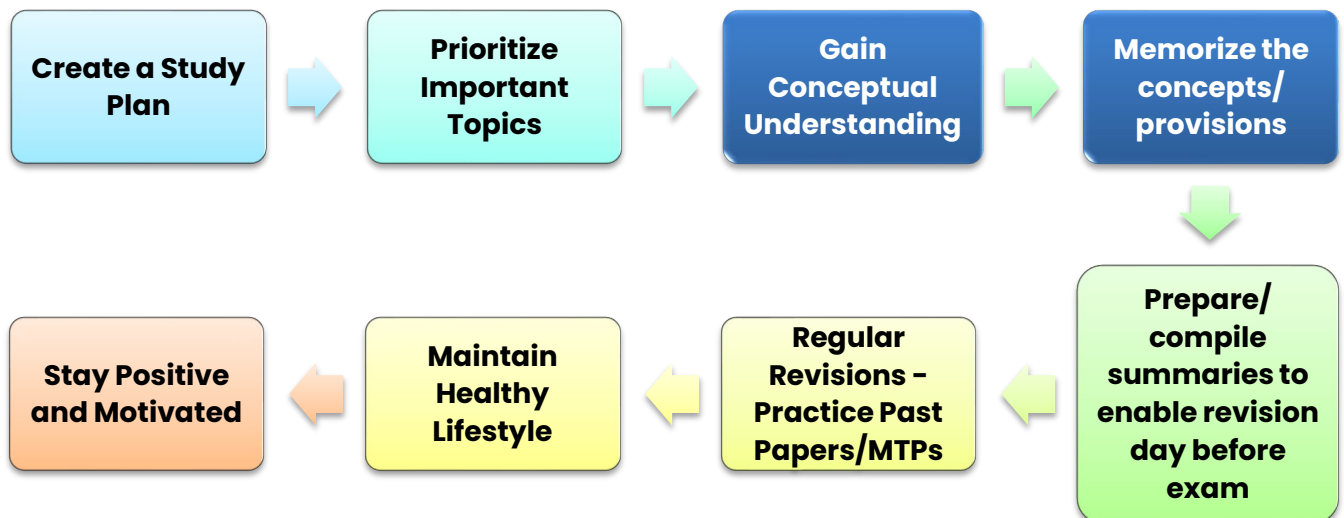 Create a Study
Plan
Prioritize
Important
Topics
Gain
Conceptual
Understanding
Memorize the
concepts/
provisions
Prepare/
compile
summaries to
enable revision
day before
exam
Regular
Revisions -
Practice Past
Papers/MTPs
Maintain
Healthy
Lifestyle
Stay Positive
and Motivated